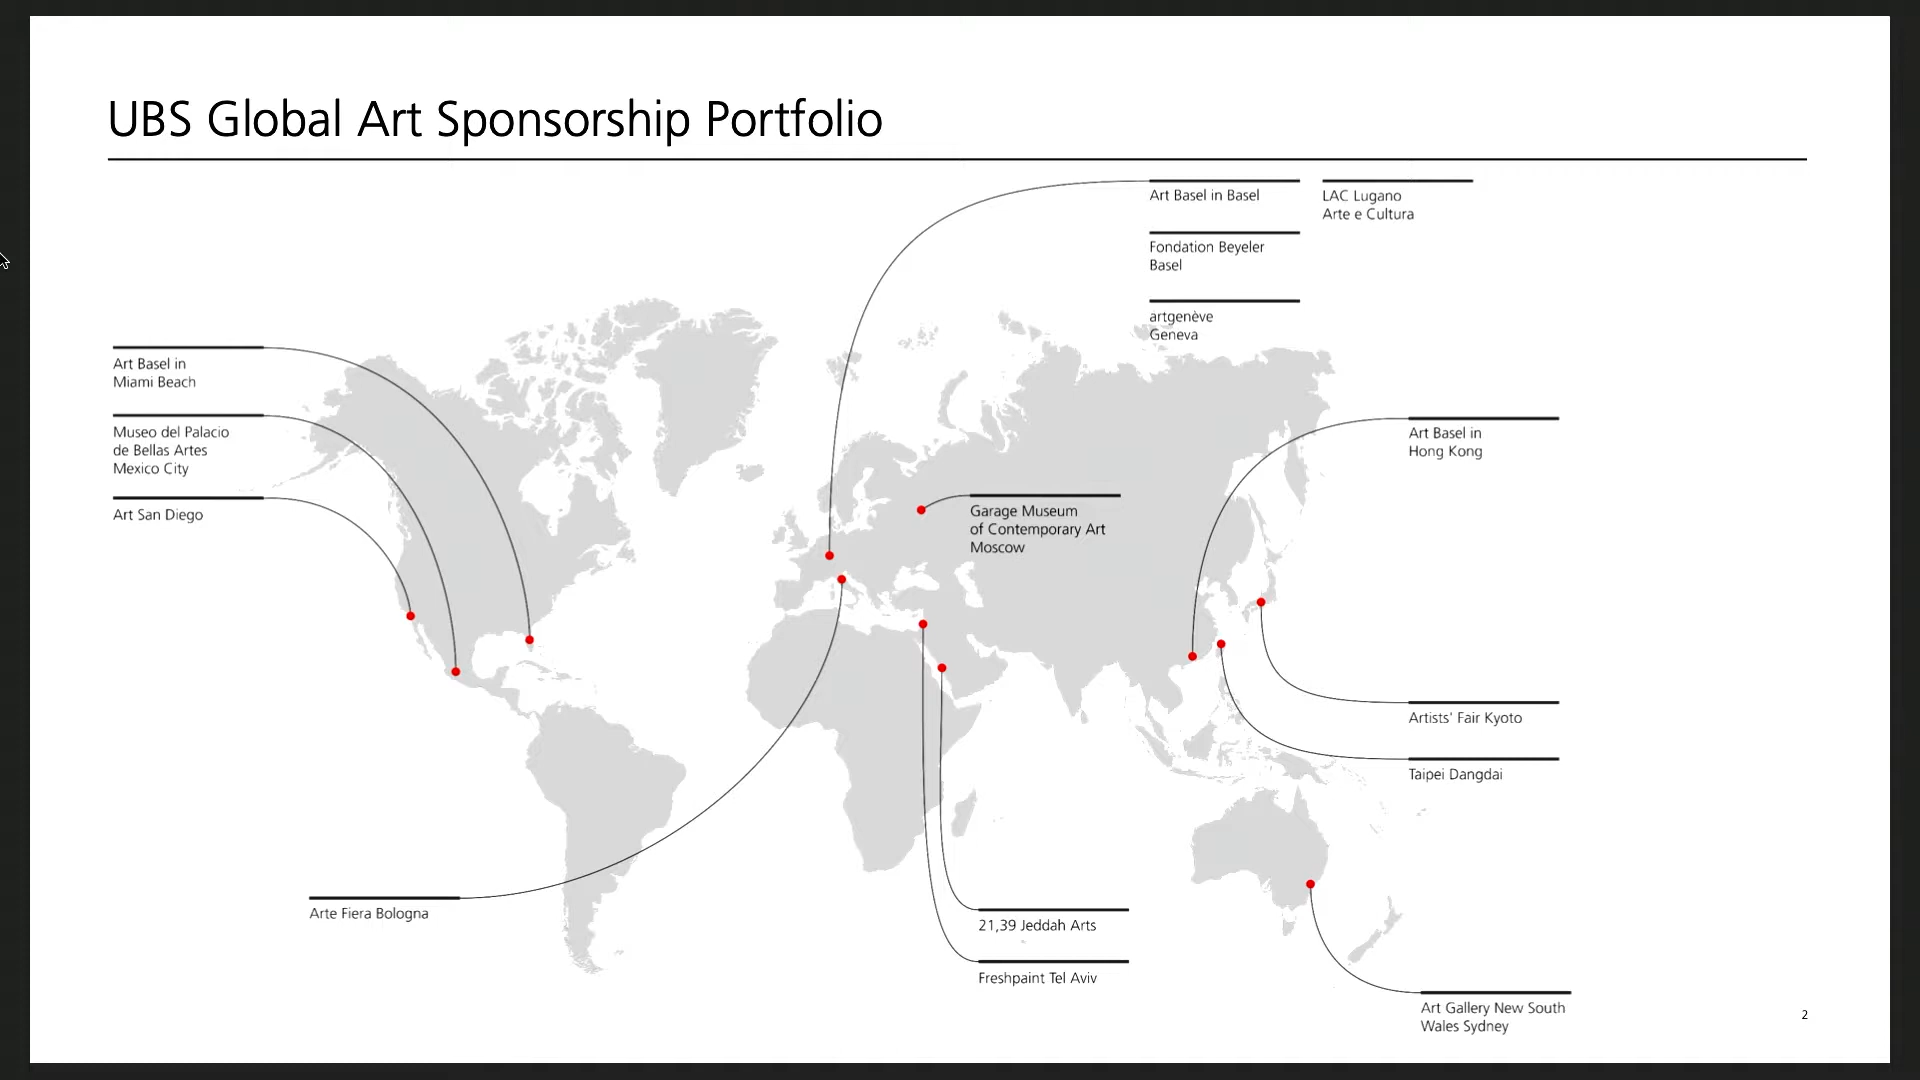 UBS Global Art Sponsorship Portfolio
Art Basel in Basel
LAC Lugano
Arte e Cultura
Fondation Beyeler
Basel
artgenève
Geneva
Art Basel in
Miami Beach
Museo del Palacio
de Bellas Artes
Mexico City
Art San Diego
Art Basel in
Hong Kong
Garage Museum
of Contemporary Art
Moscow
Artists' Fair Kyoto
Taipei Dangdai
Arte Fiera Bologna
21,39 Jeddah Arts
Freshpaint Tel Aviv
Art Gallery New South
Wales Sydney
2